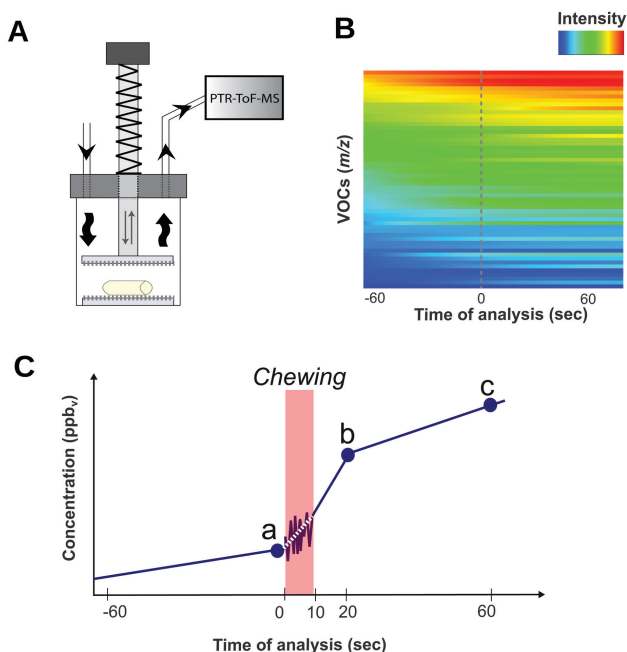 A
PTR-ToF-MS
B
Intensity
VOCs (m/z)
-60 0 60
Time of analysis (sec)
C
Chewing
Concentration (ppbv)
a
b
c
-60 0 10 20 60
Time of analysis (sec)